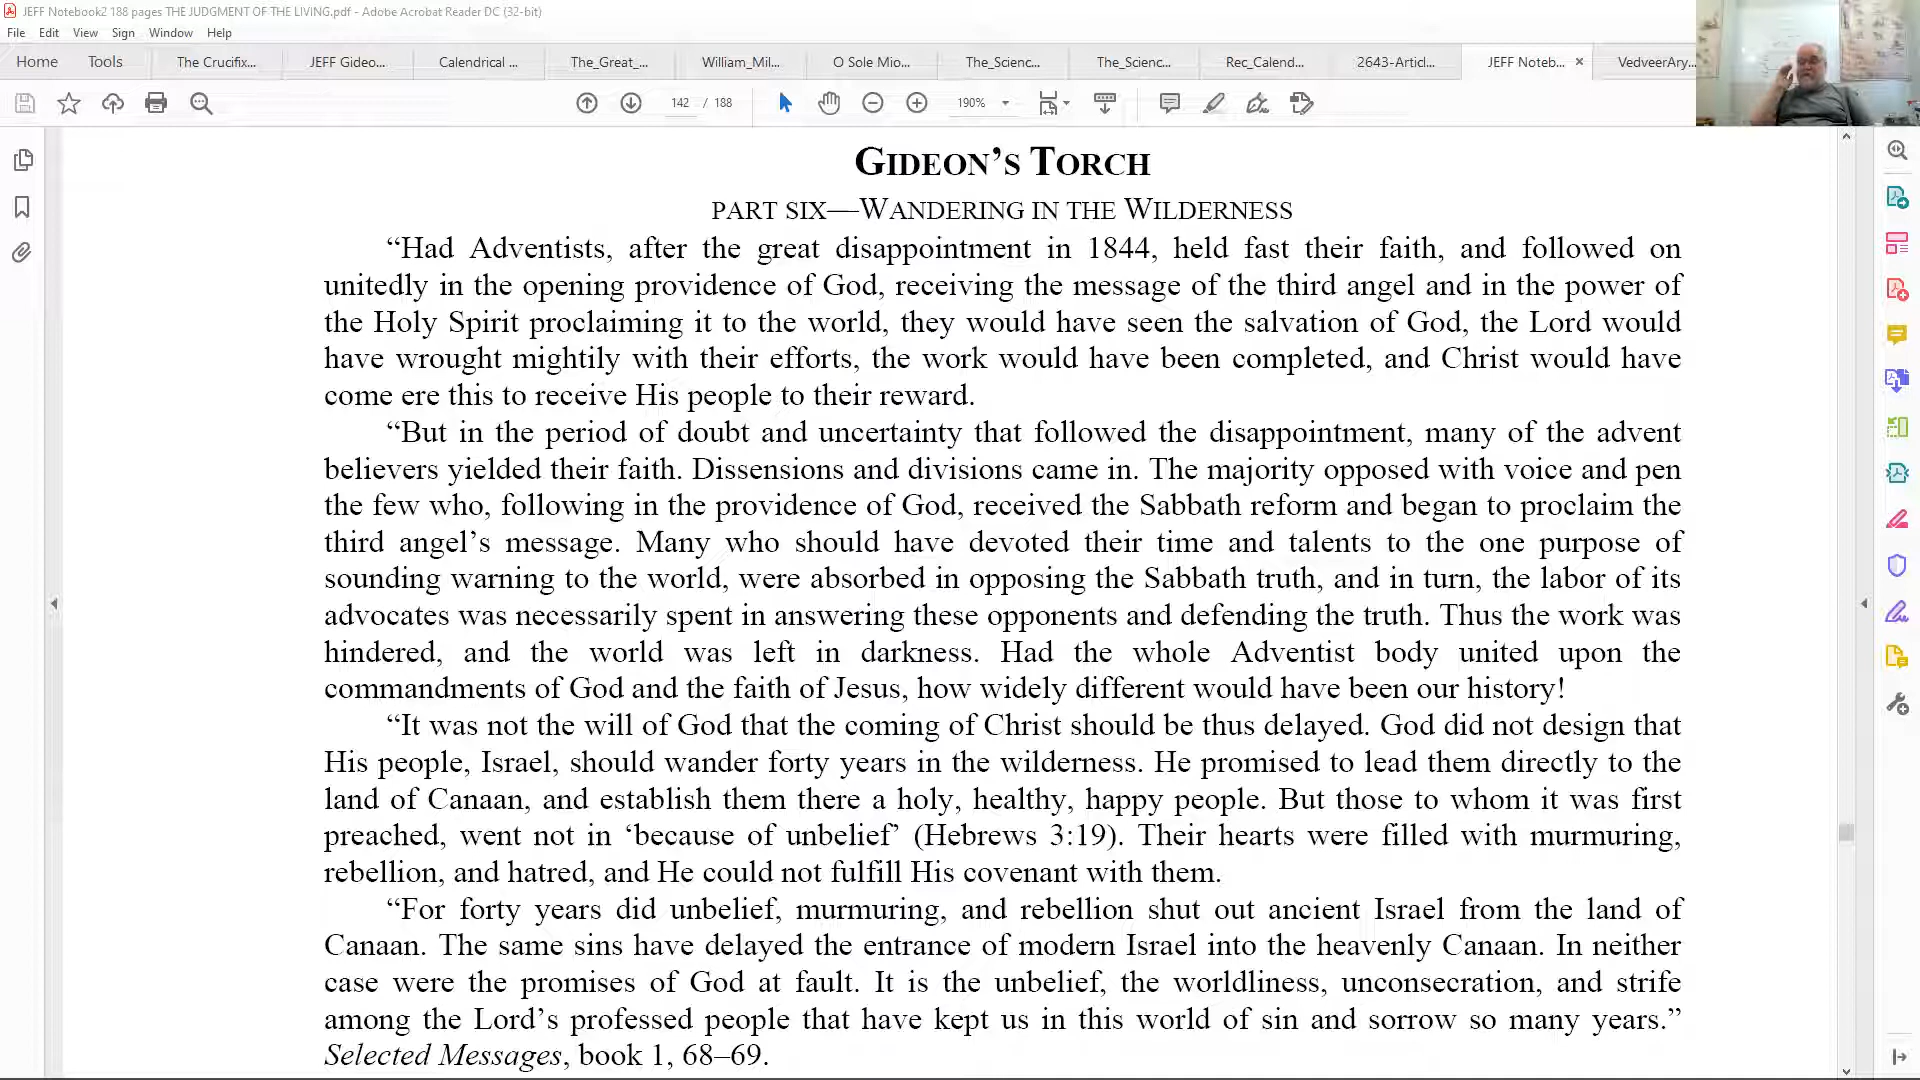 JEFF Notebook2 188 pages THE JUDGMENT OF THE LIVING.pdf - Adobe Acrobat Reader DC (32-bit)
File Edit View Sign Window Help
Home Tools The Crucifix... JEFF Gideo... Calendrical ... The_Great_... William_Mil... O Sole Mio... The_Scienc... The_Scienc... Rec_Calend... 2643-Articl... JEFF Noteb... × VedveerAry...
142 / 188 190%
GIDEON’S TORCH
PART SIX—WANDERING IN THE WILDERNESS
“Had Adventists, after the great disappointment in 1844, held fast their faith, and followed on
unitedly in the opening providence of God, receiving the message of the third angel and in the power of
the Holy Spirit proclaiming it to the world, they would have seen the salvation of God, the Lord would
have wrought mightily with their efforts, the work would have been completed, and Christ would have
come ere this to receive His people to their reward.
“But in the period of doubt and uncertainty that followed the disappointment, many of the advent
believers yielded their faith. Dissensions and divisions came in. The majority opposed with voice and pen
the few who, following in the providence of God, received the Sabbath reform and began to proclaim the
third angel’s message. Many who should have devoted their time and talents to the one purpose of
sounding warning to the world, were absorbed in opposing the Sabbath truth, and in turn, the labor of its
advocates was necessarily spent in answering these opponents and defending the truth. Thus the work was
hindered, and the world was left in darkness. Had the whole Adventist body united upon the
commandments of God and the faith of Jesus, how widely different would have been our history!
“It was not the will of God that the coming of Christ should be thus delayed. God did not design that
His people, Israel, should wander forty years in the wilderness. He promised to lead them directly to the
land of Canaan, and establish them there a holy, healthy, happy people. But those to whom it was first
preached, went not in ‘because of unbelief’ (Hebrews 3:19). Their hearts were filled with murmuring,
rebellion, and hatred, and He could not fulfill His covenant with them.
“For forty years did unbelief, murmuring, and rebellion shut out ancient Israel from the land of
Canaan. The same sins have delayed the entrance of modern Israel into the heavenly Canaan. In neither
case were the promises of God at fault. It is the unbelief, the worldliness, unconsecration, and strife
among the Lord’s professed people that have kept us in this world of sin and sorrow so many years.”
Selected Messages, book 1, 68–69.